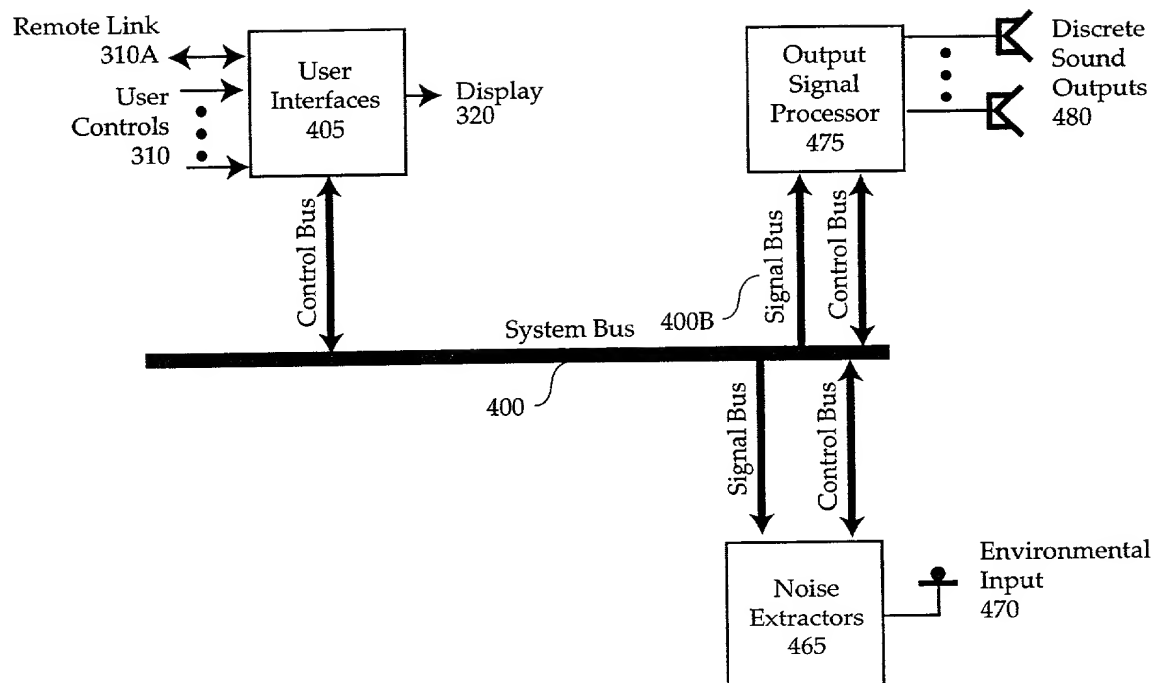 Remote Link
310A
User
Controls
310
User
Interfaces
405
Display
320
Output
Signal
Processor
475
Discrete
Sound
Outputs
480
Control Bus
Signal Bus
Control Bus
400B
System Bus
400
Signal Bus
Control Bus
Noise
Extractors
465
Environmental
Input
470